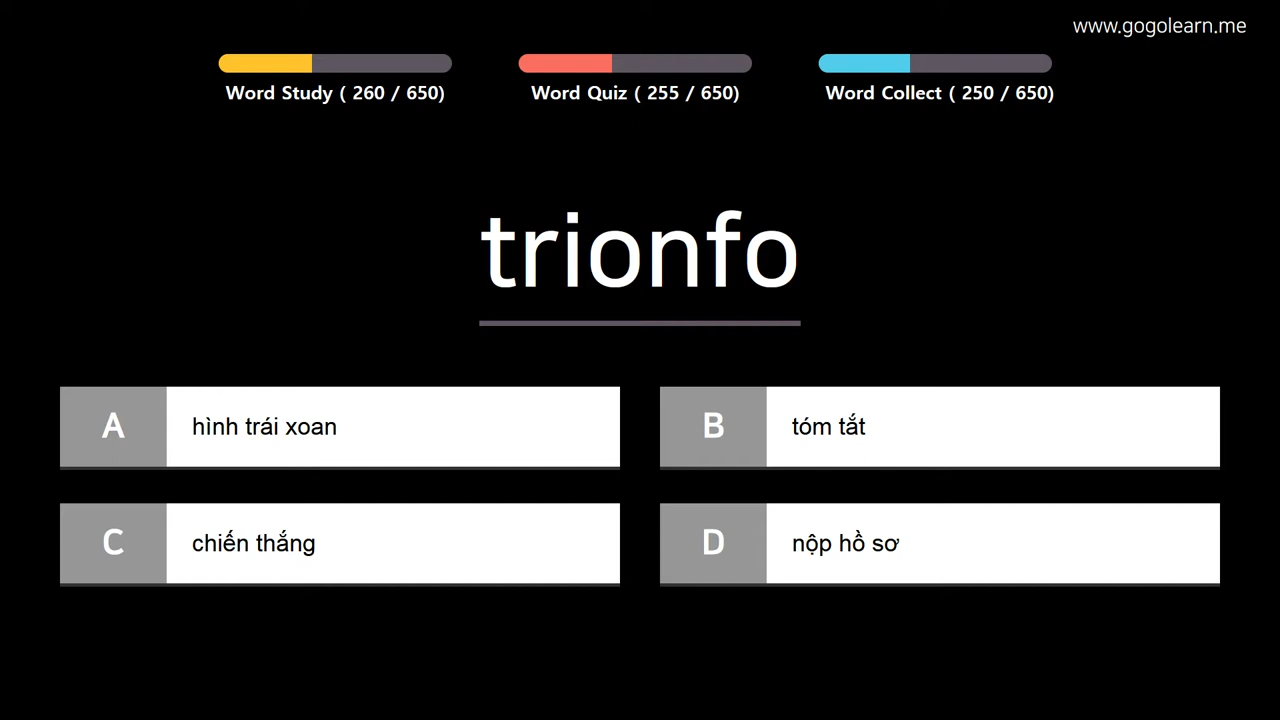 www.gogolearn.me
Word Study ( 260 / 650)
Word Quiz ( 255 / 650)
Word Collect ( 250 / 650)
trionfo
A hình trái xoan
B tóm tắt
C chiến thắng
D nộp hồ sơ